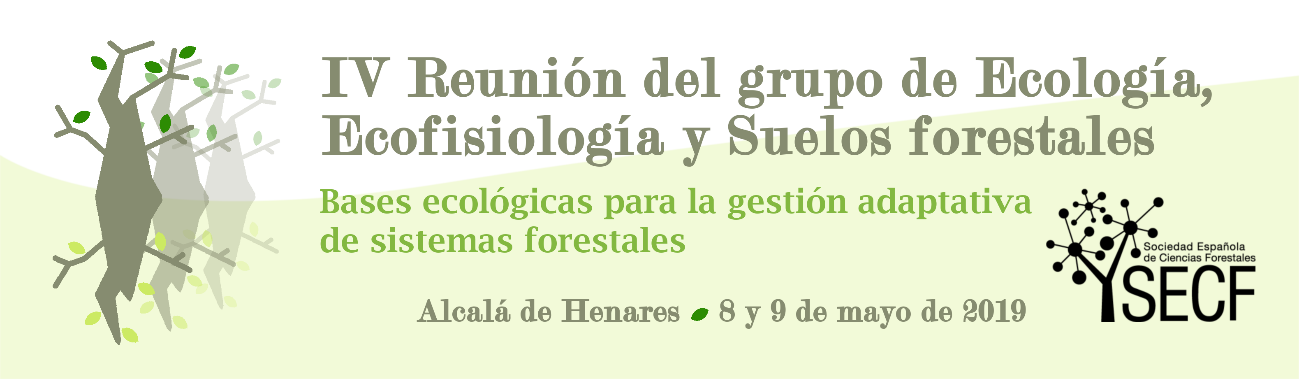 IV Reunión del grupo de Ecología,
Ecofisiología y Suelos forestales
Bases ecológicas para la gestión adaptativa
de sistemas forestales
Alcalá de Henares 8 y 9 de mayo de 2019
Sociedad Española
de Ciencias Forestales
SECF